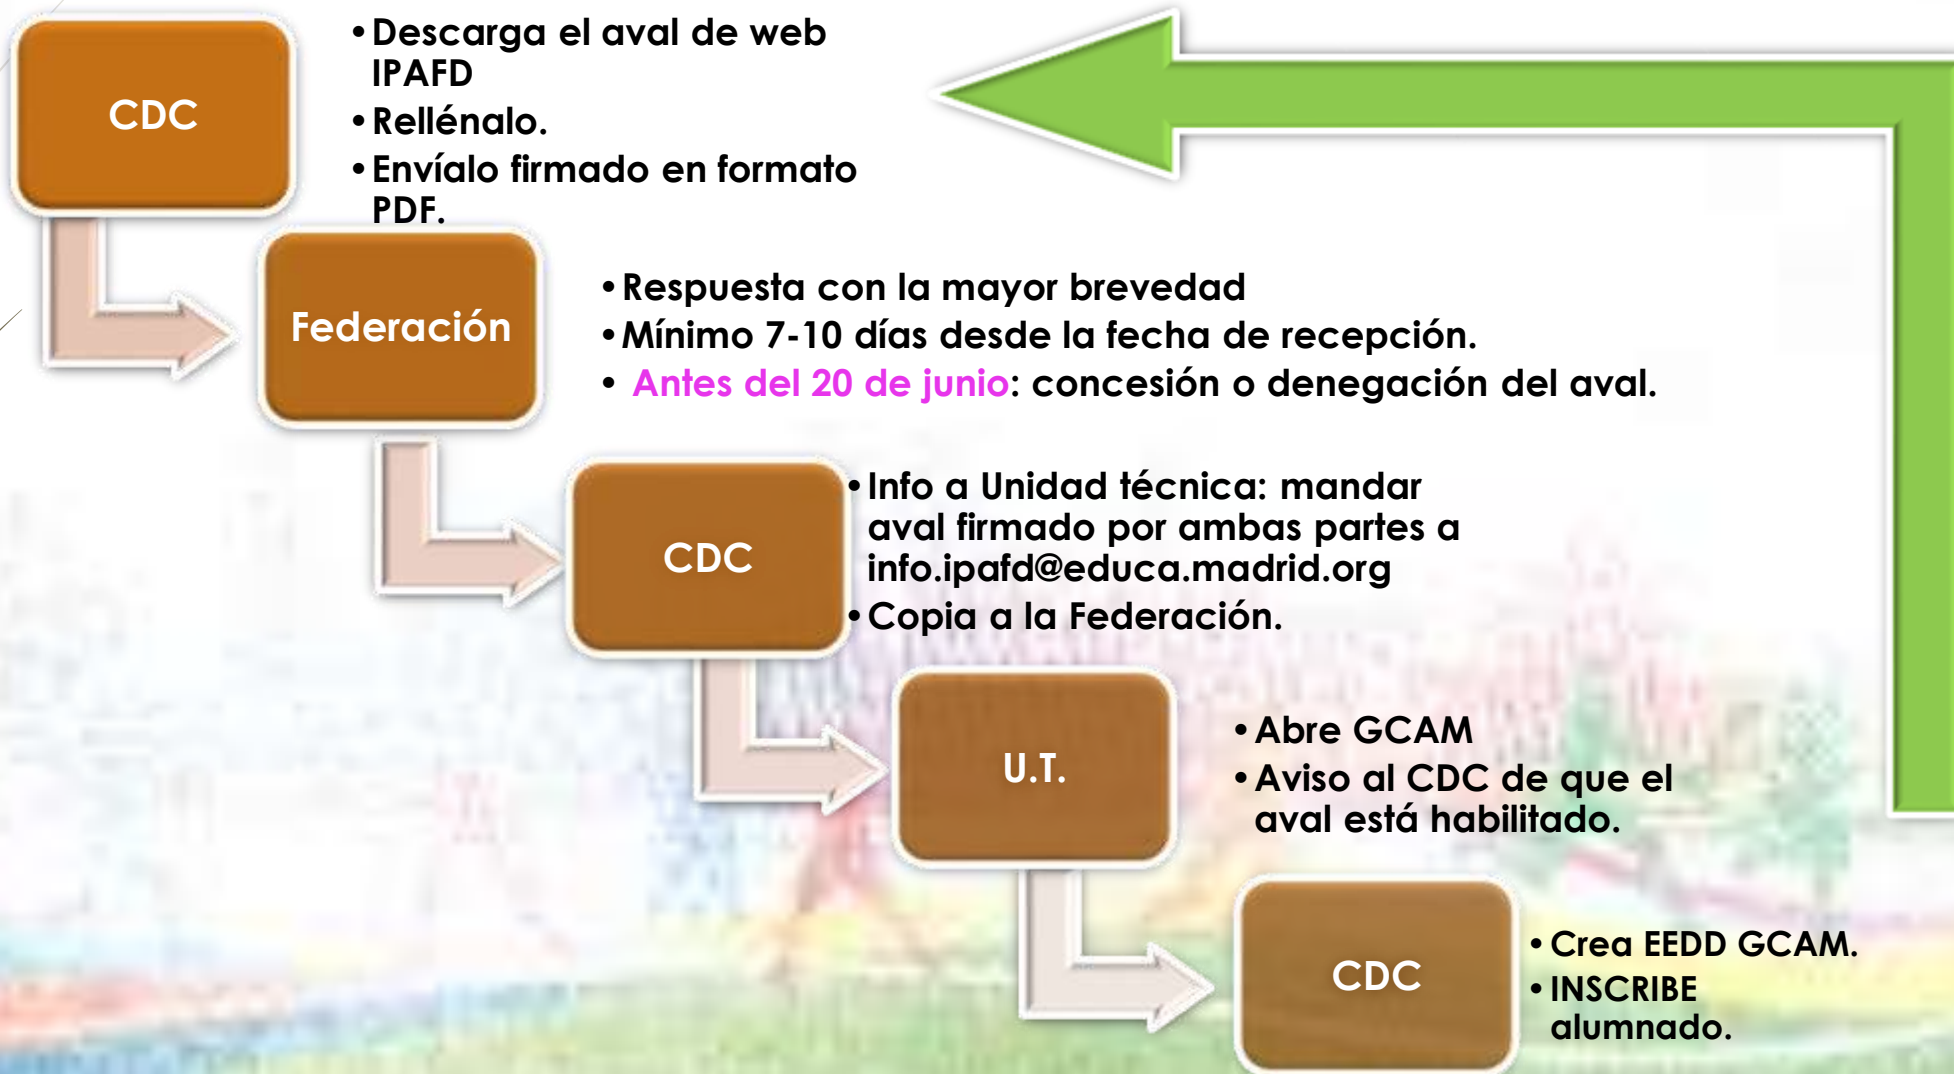 CDC
•Descarga el aval de web
IPAFD
•Rellénalo.
•Envíalo firmado en formato
PDF.
Federación
•Respuesta con la mayor brevedad
•Mínimo 7-10 días desde la fecha de recepción.
• Antes del 20 de junio: concesión o denegación del aval.
CDC
•Info a Unidad técnica: mandar
aval firmado por ambas partes a
info.ipafd@educa.madrid.org
•Copia a la Federación.
U.T.
•Abre GCAM
•Aviso al CDC de que el
aval está habilitado.
CDC
•Crea EEDD GCAM.
•INSCRIBE
alumnado.